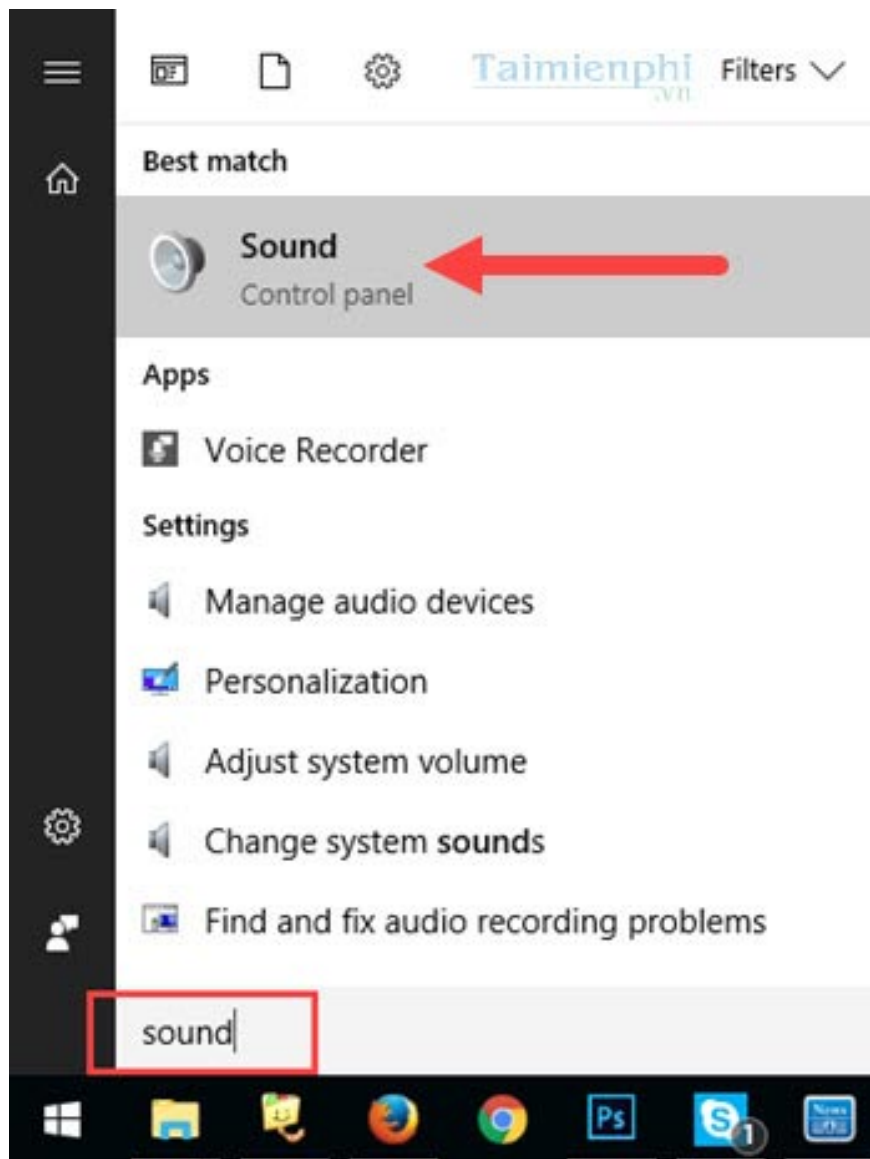 Taimienphi
.vn
Filters
Best match
Sound
Control panel
Apps
Voice Recorder
Settings
Manage audio devices
Personalization
Adjust system volume
Change system sounds
Find and fix audio recording problems
sound
Ps
S
1
News